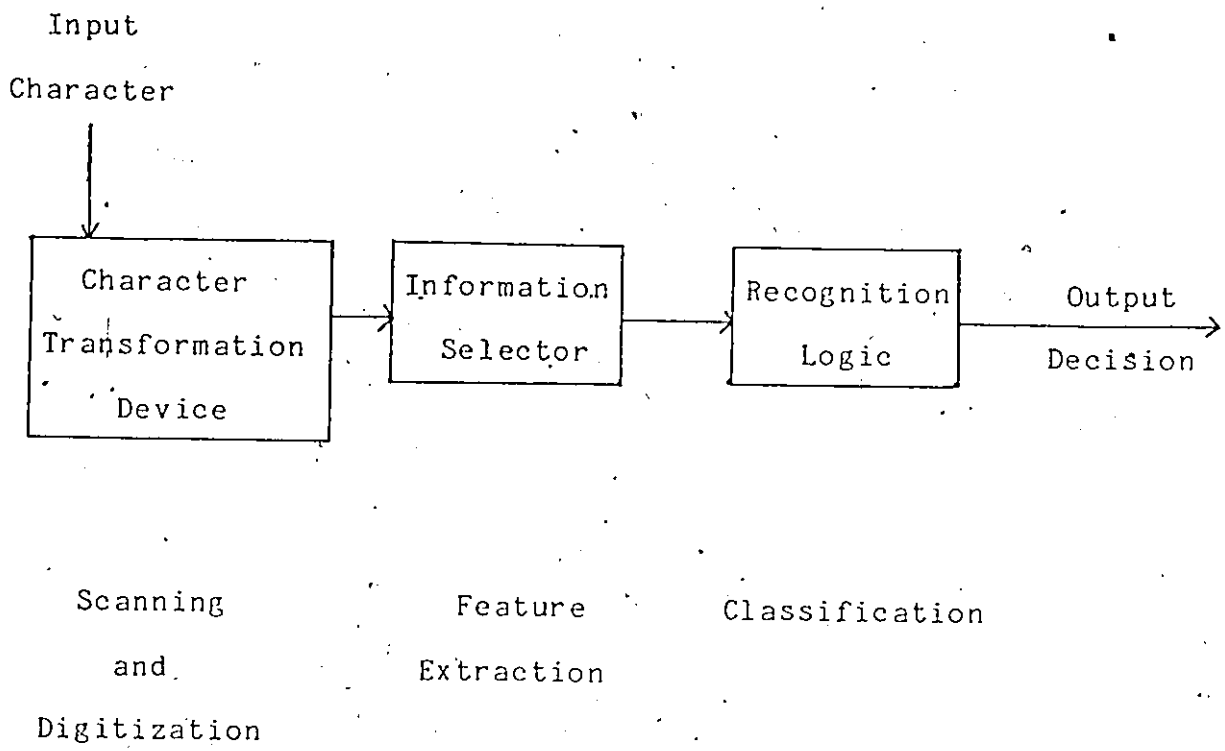 Input
Character
Character
Transformation
Device
Information
Selector
Recognition
Logic
Output
Decision
Scanning
and
Digitization
Feature
Extraction
Classification